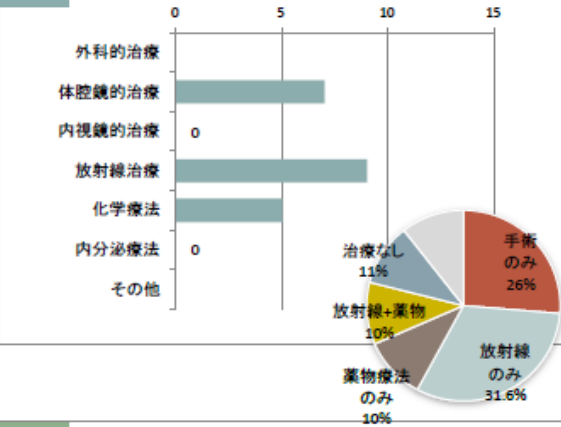 0 5 10 15
外科的治療
体腔鏡的治療
内視鏡的治療 0
放射線治療
化学療法
内分泌療法 0
その他
手術
のみ
26%
放射線
のみ
31.6%
薬物療法
のみ
10%
放射線+薬物
10%
治療なし
11%